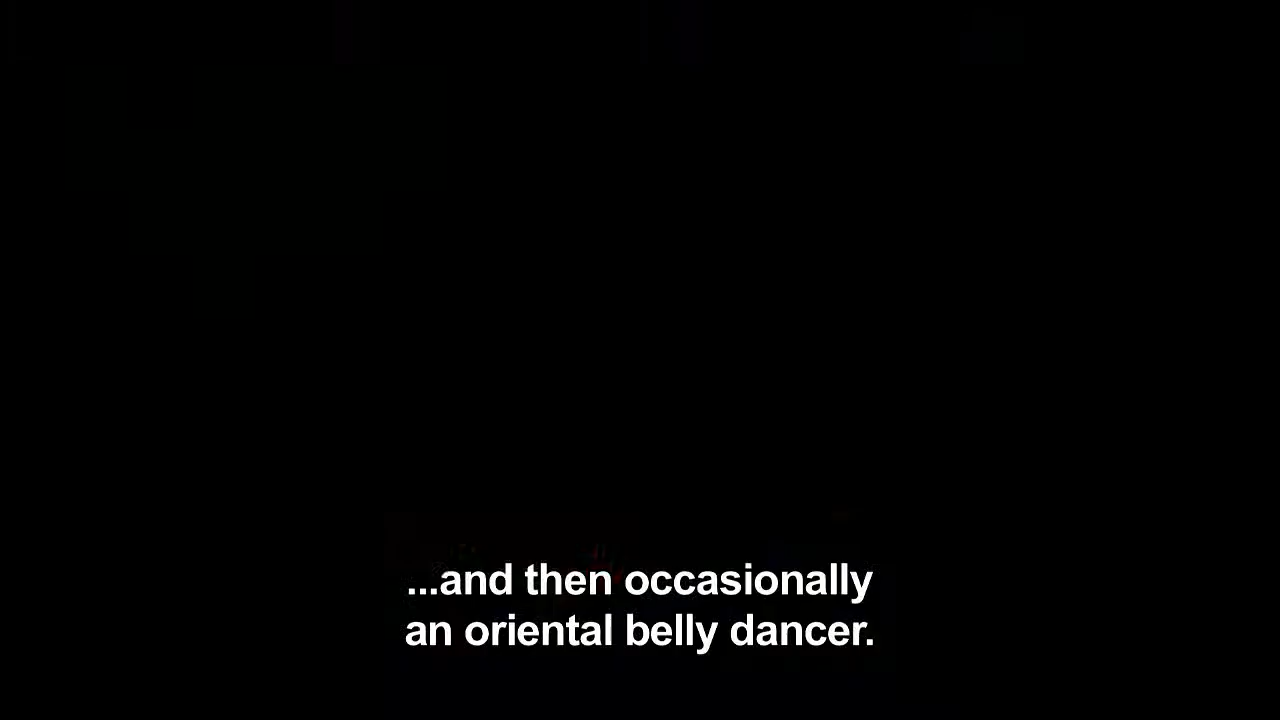 ...and then occasionally
an oriental belly dancer.